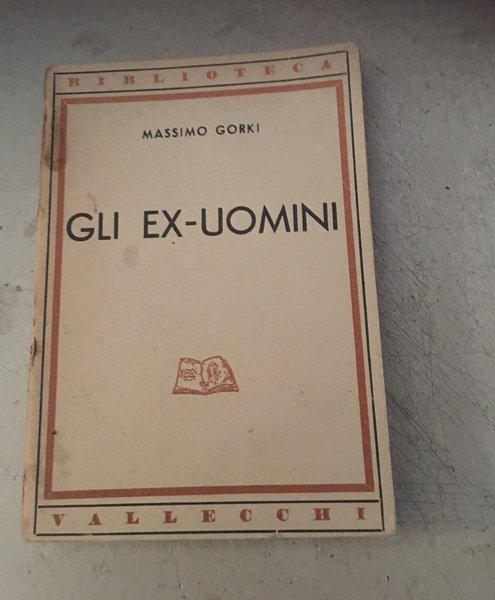 BIBLIOTECA
MASSIMO GORKI
GLI EX-UOMINI
VALLECCHI